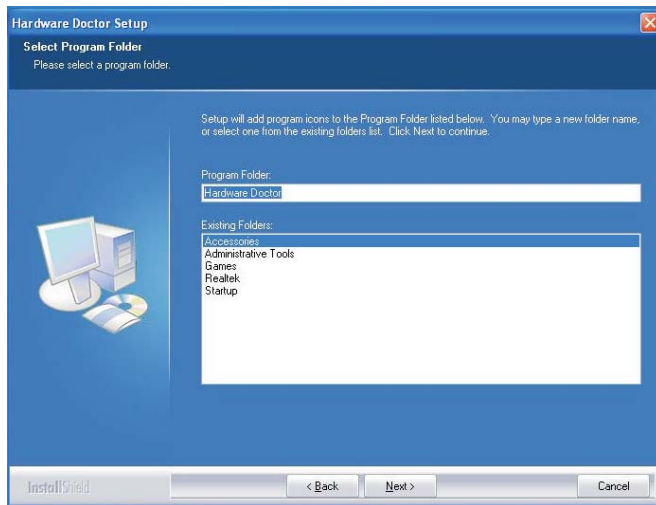 Hardware Doctor Setup
Select Program Folder
Please select a program folder.
Setup will add program icons to the Program Folder listed below. You may type a new folder name,
or select one from the existing folders list. Click Next to continue.
Program Folder:
Hardware Doctor
Existing Folders:
Accessories
Administrative Tools
Games
Realtek
Startup
InstallShield
< Back
Next >
Cancel